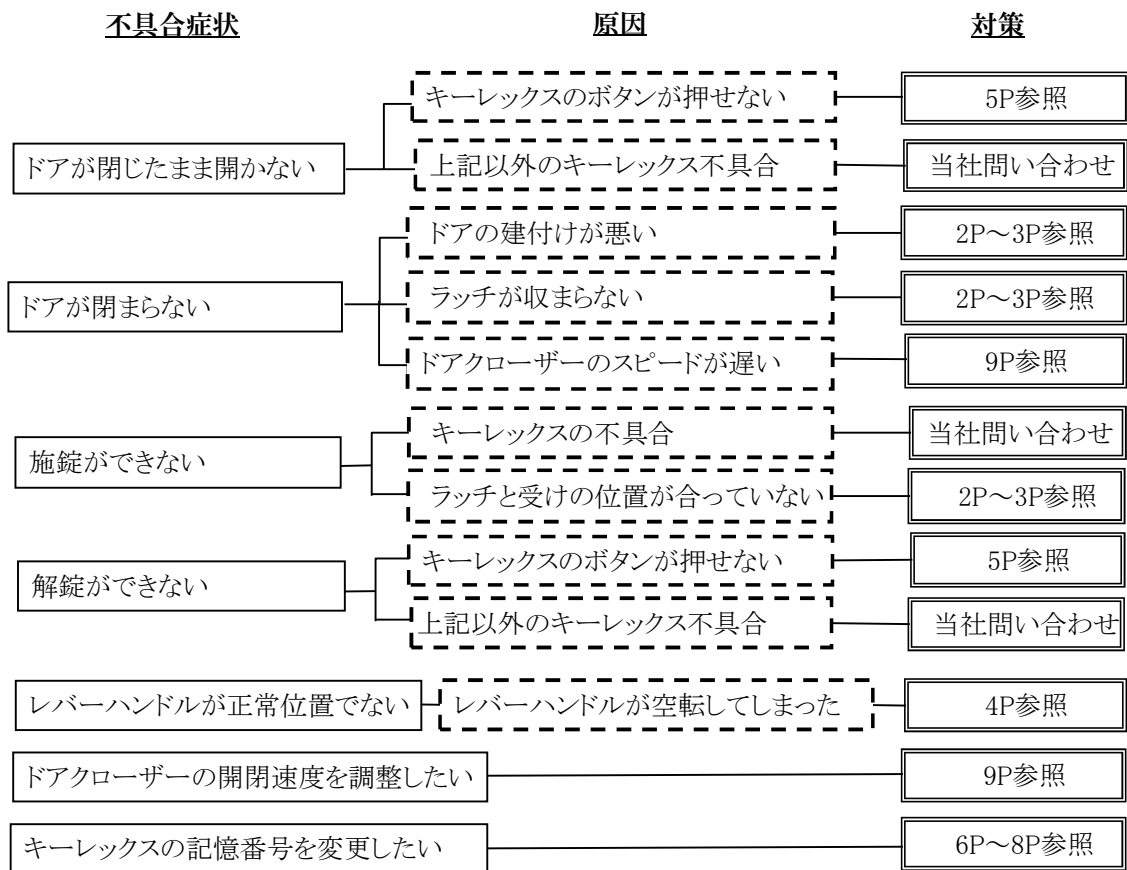 不具合症状 原因 対策
キーレックスのボタンが押せない 5P参照
ドアが閉じたまま開かない 上記以外のキーレックス不具合 当社問い合わせ
ドアの建付けが悪い 2P～3P参照
ドアが閉まらない ラッチが収まらない 2P～3P参照
ドアクローザーのスピードが遅い 9P参照
キーレックスの不具合 当社問い合わせ
施錠ができない
ラッチと受けの位置が合っていない 2P～3P参照
キーレックスのボタンが押せない 5P参照
解錠ができない
上記以外のキーレックス不具合 当社問い合わせ
レバーハンドルが正常位置でない レバーハンドルが空転してしまった 4P参照
ドアクローザーの開閉速度を調整したい 9P参照
キーレックスの記憶番号を変更したい 6P～8P参照